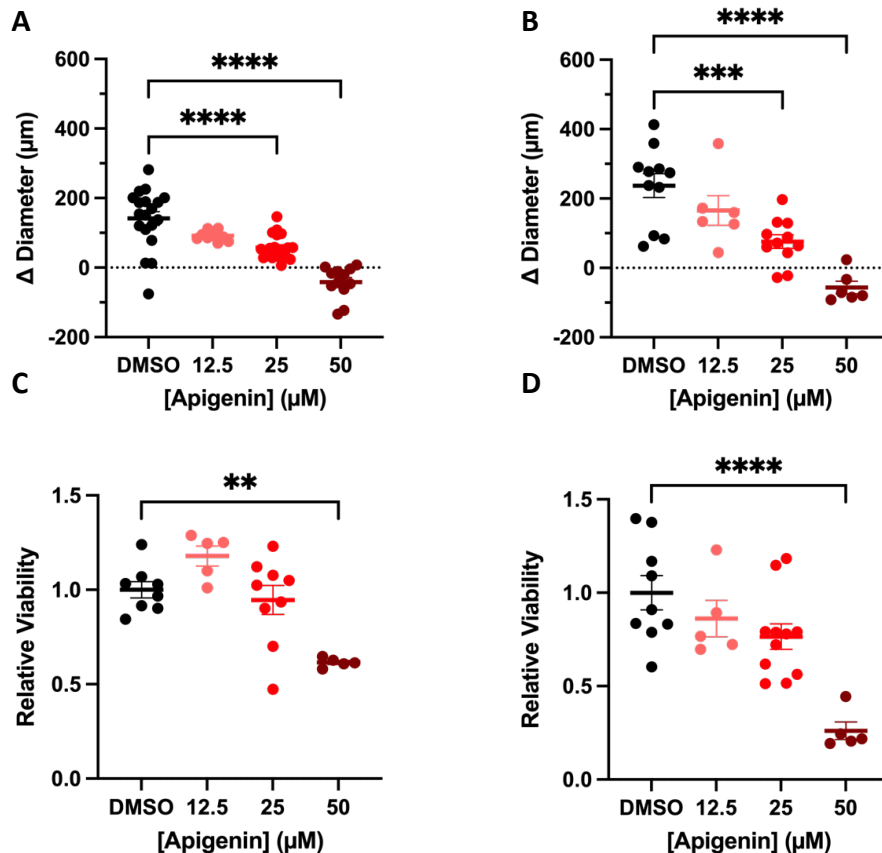 A
Δ Diameter (µm)
600
400
200
0
-200
****
****
DMSO 12.5 25 50
[Apigenin] (µM)
B
Δ Diameter (µm)
600
400
200
0
-200
****
***
DMSO 12.5 25 50
[Apigenin] (µM)
C
Relative Viability
1.5
1.0
0.5
0.0
**
DMSO 12.5 25 50
[Apigenin] (µM)
D
Relative Viability
1.5
1.0
0.5
0.0
****
DMSO 12.5 25 50
[Apigenin] (µM)